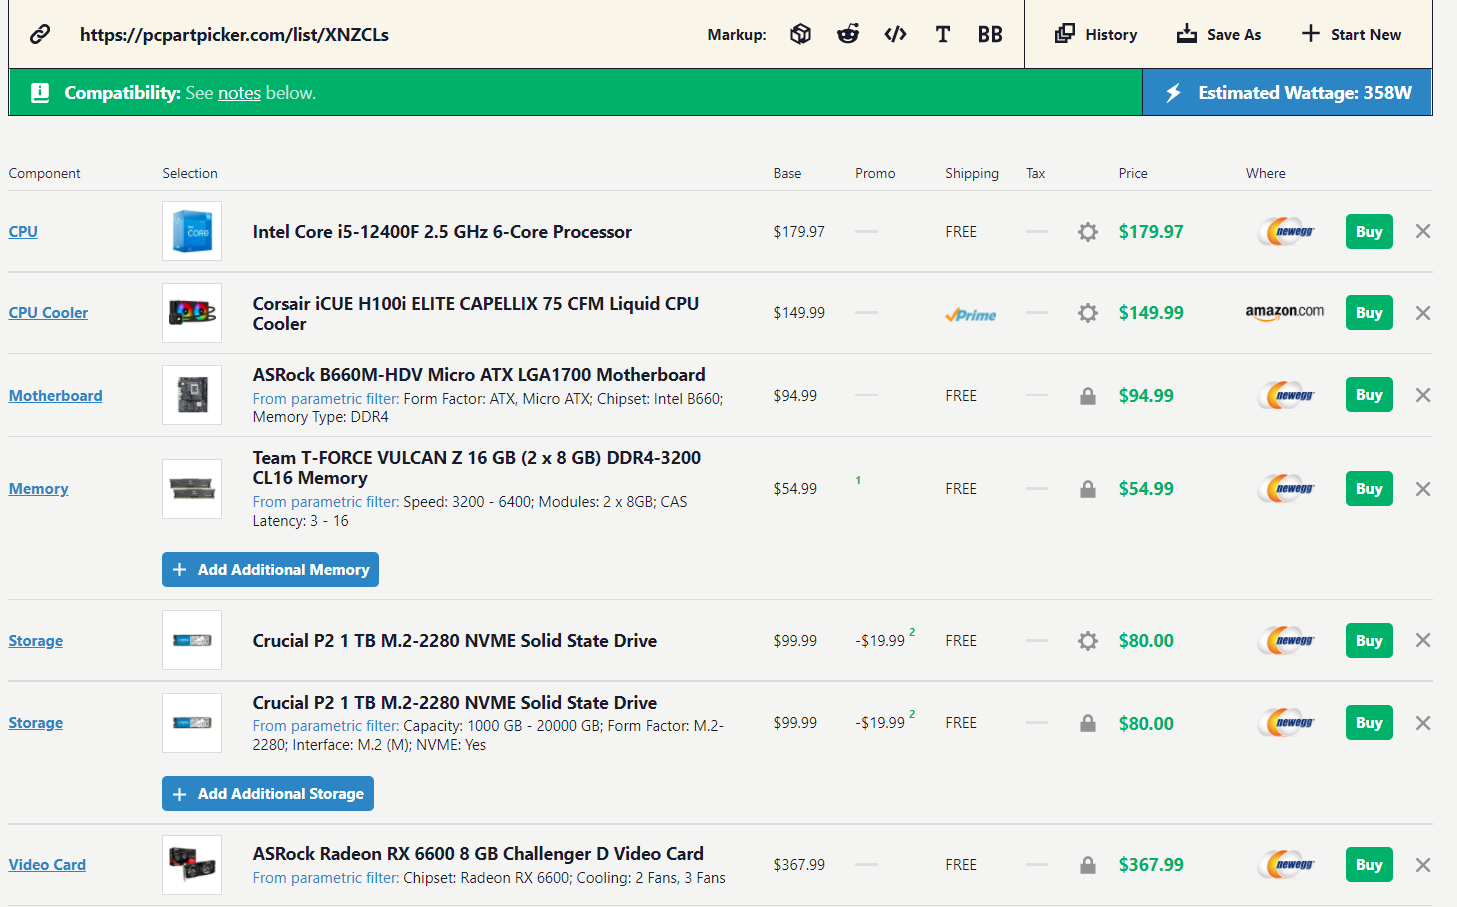 https://pcpartpicker.com/list/XNZCLs
Markup:
T
BB
History
Save As
Start New
Compatibility: See notes below.
Estimated Wattage: 358W
Component Selection Base Promo Shipping Tax Price Where
CPU
CORE
Intel Core i5-12400F 2.5 GHz 6-Core Processor
$179.97 — FREE — $179.97 newegg Buy
CPU Cooler
Corsair iCUE H100i ELITE CAPELLIX 75 CFM Liquid CPU
Cooler
$149.99 — Prime — $149.99 amazon.com Buy
Motherboard
ASRock B660M-HDV Micro ATX LGA1700 Motherboard
From parametric filter: Form Factor: ATX, Micro ATX; Chipset: Intel B660;
Memory Type: DDR4
$94.99 — FREE — $94.99 newegg Buy
Memory
Team T-FORCE VULCAN Z 16 GB (2 x 8 GB) DDR4-3200
CL16 Memory
From parametric filter: Speed: 3200 - 6400; Modules: 2 x 8GB; CAS
Latency: 3 - 16
$54.99 1 FREE — $54.99 newegg Buy
+ Add Additional Memory
Storage
Crucial P2 1 TB M.2-2280 NVME Solid State Drive
$99.99 -$19.99 2 FREE — $80.00 newegg Buy
Storage
Crucial P2 1 TB M.2-2280 NVME Solid State Drive
From parametric filter: Capacity: 1000 GB - 20000 GB; Form Factor: M.2-
2280; Interface: M.2 (M); NVME: Yes
$99.99 -$19.99 2 FREE — $80.00 newegg Buy
+ Add Additional Storage
Video Card
ASRock Radeon RX 6600 8 GB Challenger D Video Card
From parametric filter: Chipset: Radeon RX 6600; Cooling: 2 Fans, 3 Fans
$367.99 — FREE — $367.99 newegg Buy